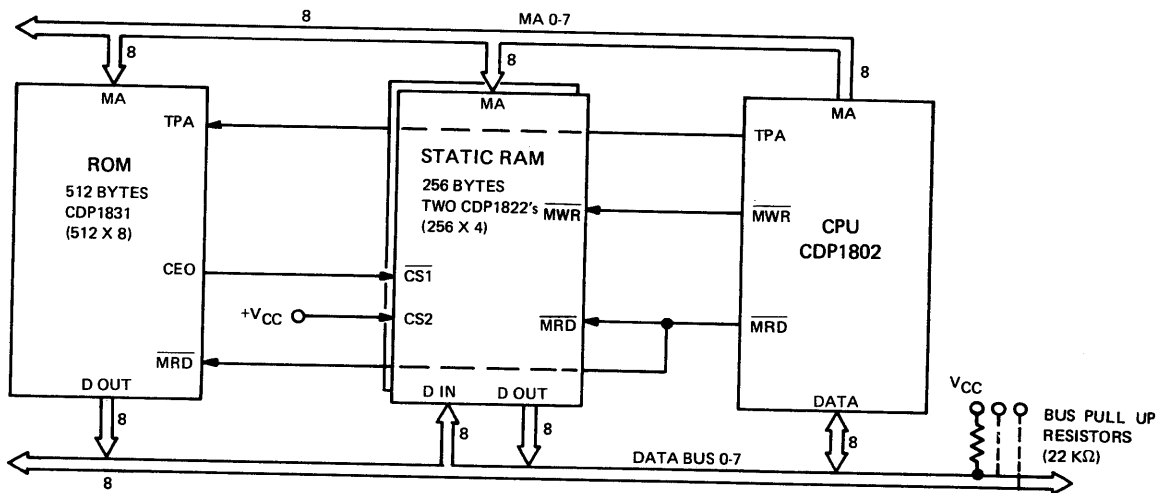 8
MA 0-7
8
8
8
MA
TPA
ROM
512 BYTES
CDP1831
(512 X 8)
CEO
+VCC
MRD
D OUT
8
MA
STATIC RAM
256 BYTES
TWO CDP1822's
(256 X 4)
MWR
CS1
CS2
MRD
D IN
D OUT
8
8
MA
TPA
MWR
CPU
CDP1802
MRD
DATA
8
VCC
BUS PULL UP
RESISTORS
(22 KΩ)
DATA BUS 0-7
8